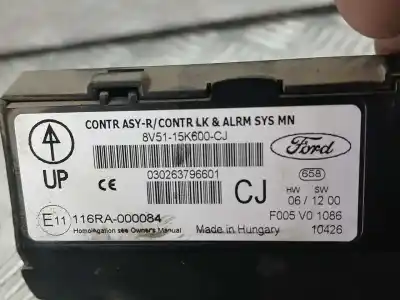 CONTR ASY-R/CONTR LK & ALRM SYS MN
8V51-15K600-CJ
Ford
UP
CE
030263796601
CJ
658
HW SW
06 / 12 00
E11 116RA-000084
F005 V0 1086
Homologation see Owner's Manual
Made in Hungary
10426